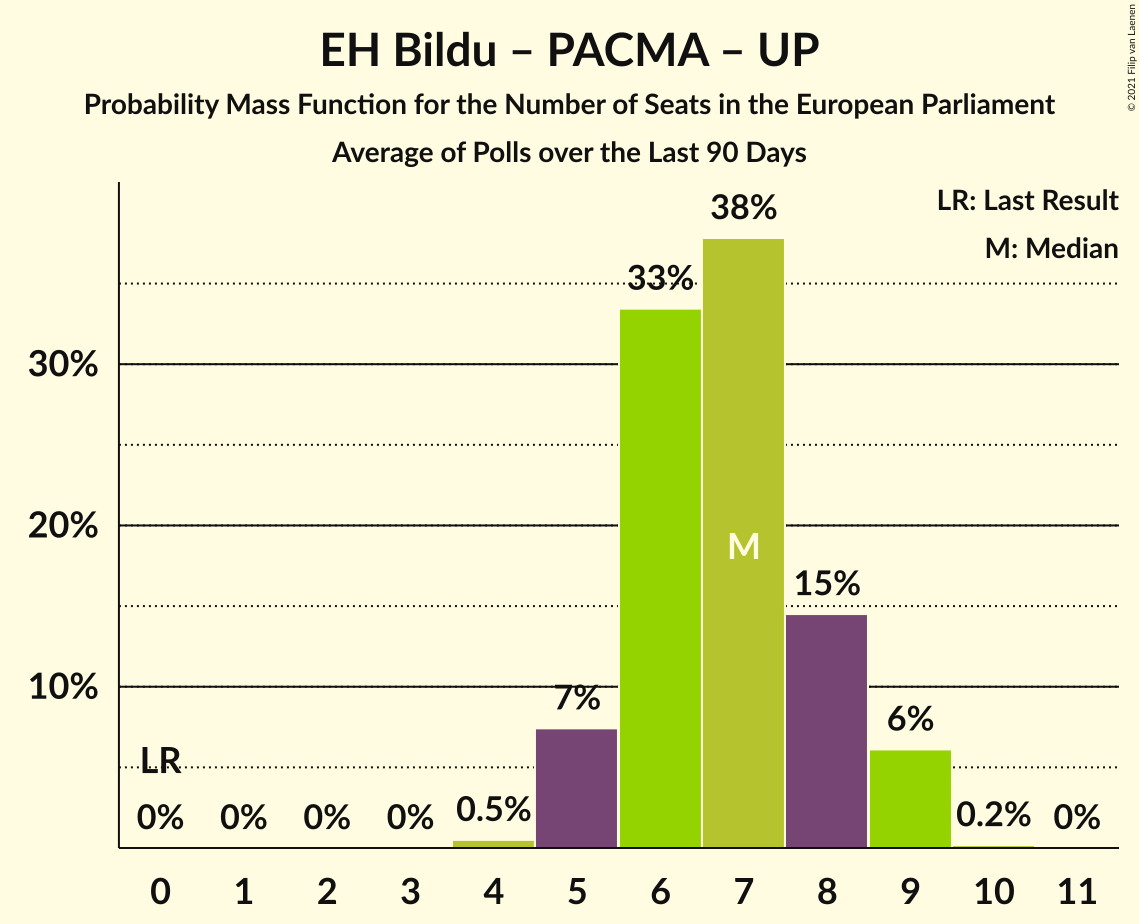 EH Bildu – PACMA – UP
Probability Mass Function for the Number of Seats in the European Parliament
Average of Polls over the Last 90 Days
© 2021 Filip van Laenen
LR: Last Result
M: Median
38%
33%
30%
20%
M
15%
10%
7%
6%
LR
0% 0% 0% 0% 0.5% 0.2% 0%
0 1 2 3 4 5 6 7 8 9 10 11